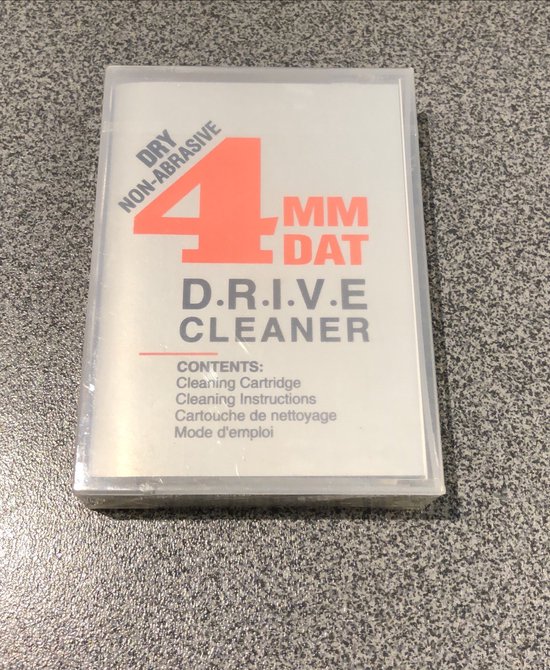 DRY
NON-ABRASIVE
4 MM
DAT
D.R.I.V.E
CLEANER
CONTENTS:
Cleaning Cartridge
Cleaning Instructions
Cartouche de nettoyage
Mode d'emploi